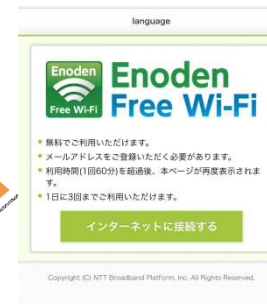 language
Enoden
Free Wi-Fi
Enoden
Free Wi-Fi
無料でご利用いただけます。
メールアドレスをご登録いただく必要があります。
利用時間(1回60分)を超過後、本ページが再度表示されま
す。
1日に3回までご利用いただけます。
インターネットに接続する
Copyright (C) NTT Broadband Platform, Inc. All Rights Reserved.